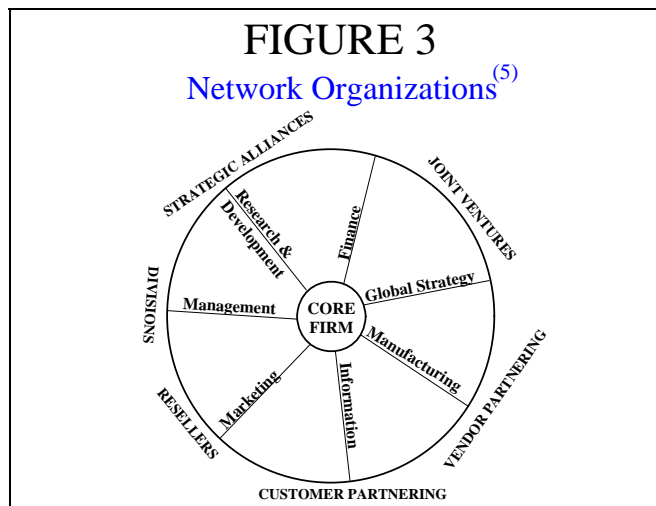 FIGURE 3
Network Organizations(5)
STRATEGIC ALLIANCES
JOINT VENTURES
Research &
Development
Finance
Global Strategy
DIVISIONS
Management
CORE
FIRM
Manufacturing
Marketing
Information
RESELLERS
VENDOR PARTNERING
CUSTOMER PARTNERING